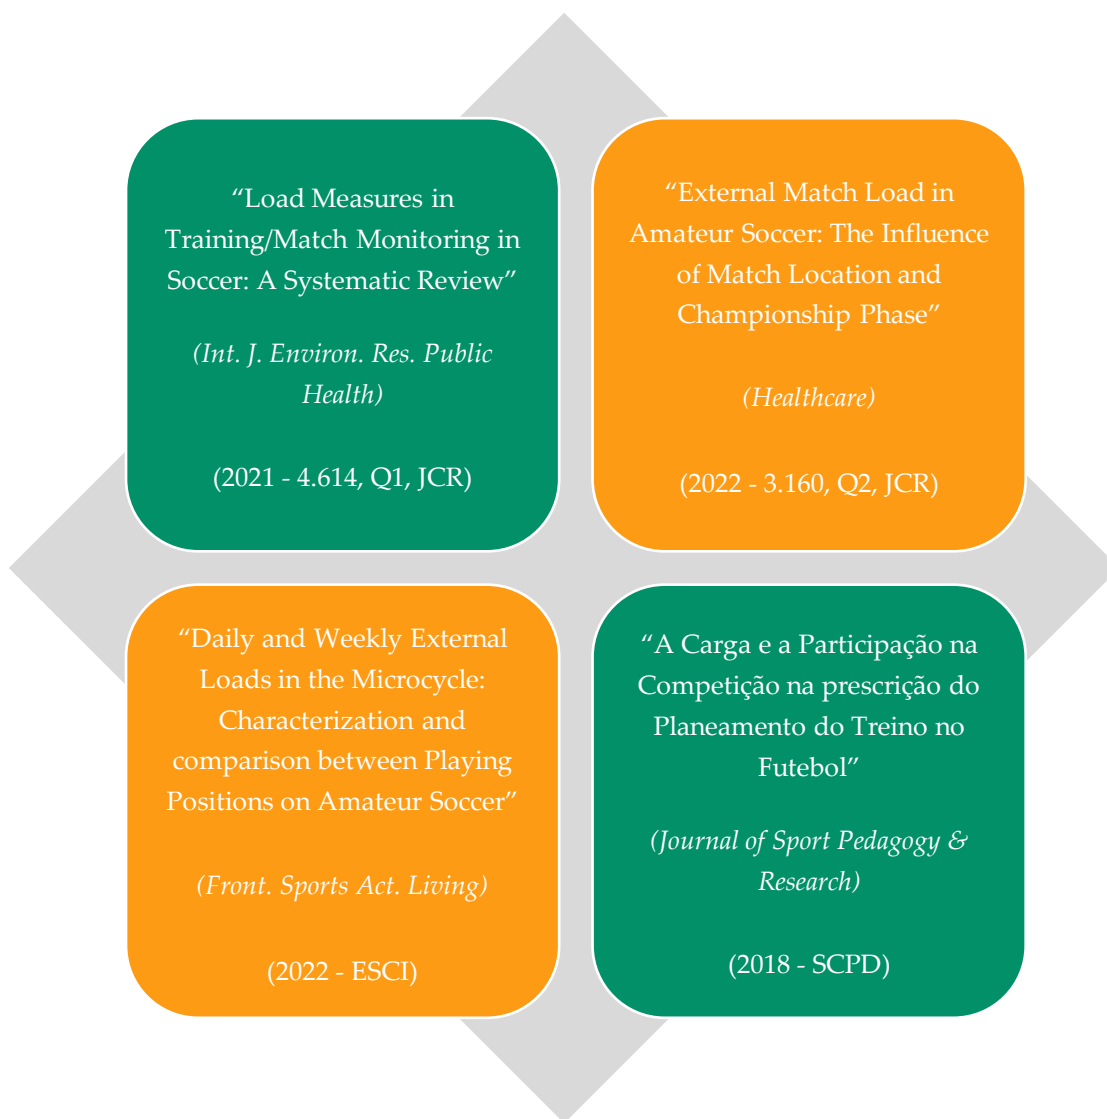 “Load Measures in
Training/Match Monitoring in
Soccer: A Systematic Review”
(Int. J. Environ. Res. Public
Health)
(2021 - 4.614, Q1, JCR)
“External Match Load in
Amateur Soccer: The Influence
of Match Location and
Championship Phase”
(Healthcare)
(2022 - 3.160, Q2, JCR)
“Daily and Weekly External
Loads in the Microcycle:
Characterization and
comparison between Playing
Positions on Amateur Soccer”
(Front. Sports Act. Living)
(2022 - ESCI)
“A Carga e a Participação na
Competição na prescrição do
Planeamento do Treino no
Futebol”
(Journal of Sport Pedagogy &
Research)
(2018 - SCPD)